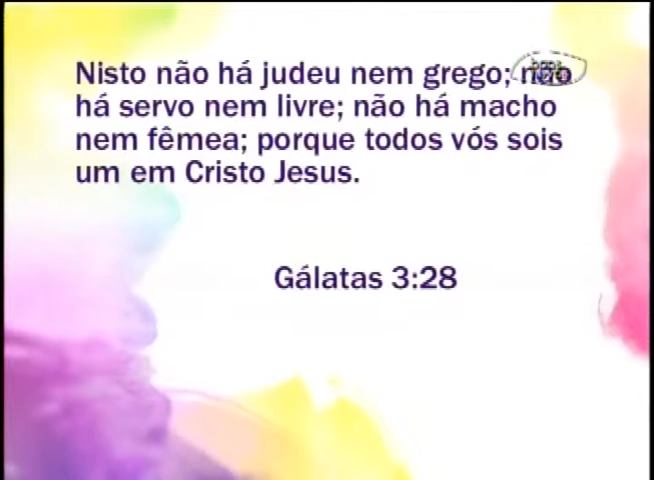 Nisto não há judeu nem grego; não
há servo nem livre; não há macho
nem fêmea; porque todos vós sois
um em Cristo Jesus.
Gálatas 3:28